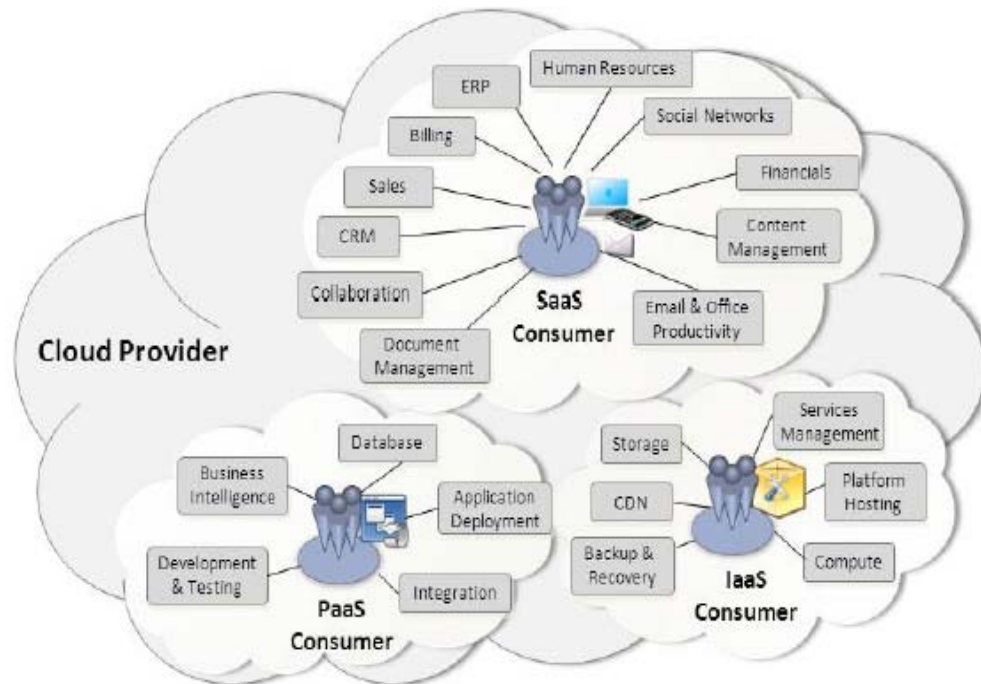 Human Resources
ERP
Social Networks
Billing
Financials
Sales
Content
Management
CRM
Collaboration
SaaS
Consumer
Email & Office
Productivity
Document
Management
Cloud Provider
Database
Business
Intelligence
Application
Deployment
Development
& Testing
Integration
PaaS
Consumer
Services
Management
Storage
Platform
Hosting
CDN
Backup &
Recovery
Compute
IaaS
Consumer